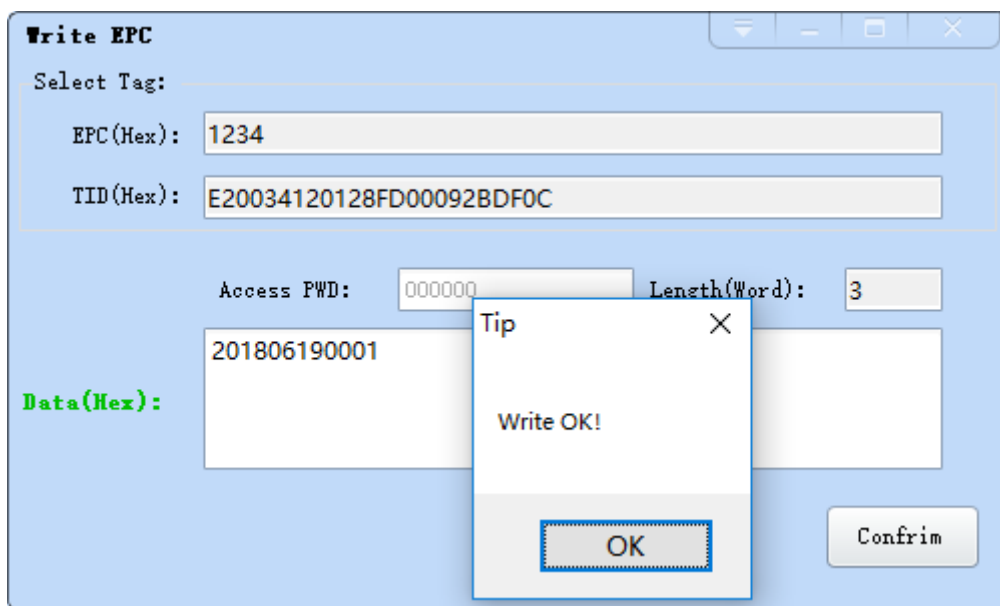 Write EPC
Select Tag:
EPC(Hex): 1234
TID(Hex): E20034120128FD00092BDF0C
Access PWD: 000000 Length(Word): 3
Tip
Data(Hex): 201806190001
Write OK!
OK
Confrim